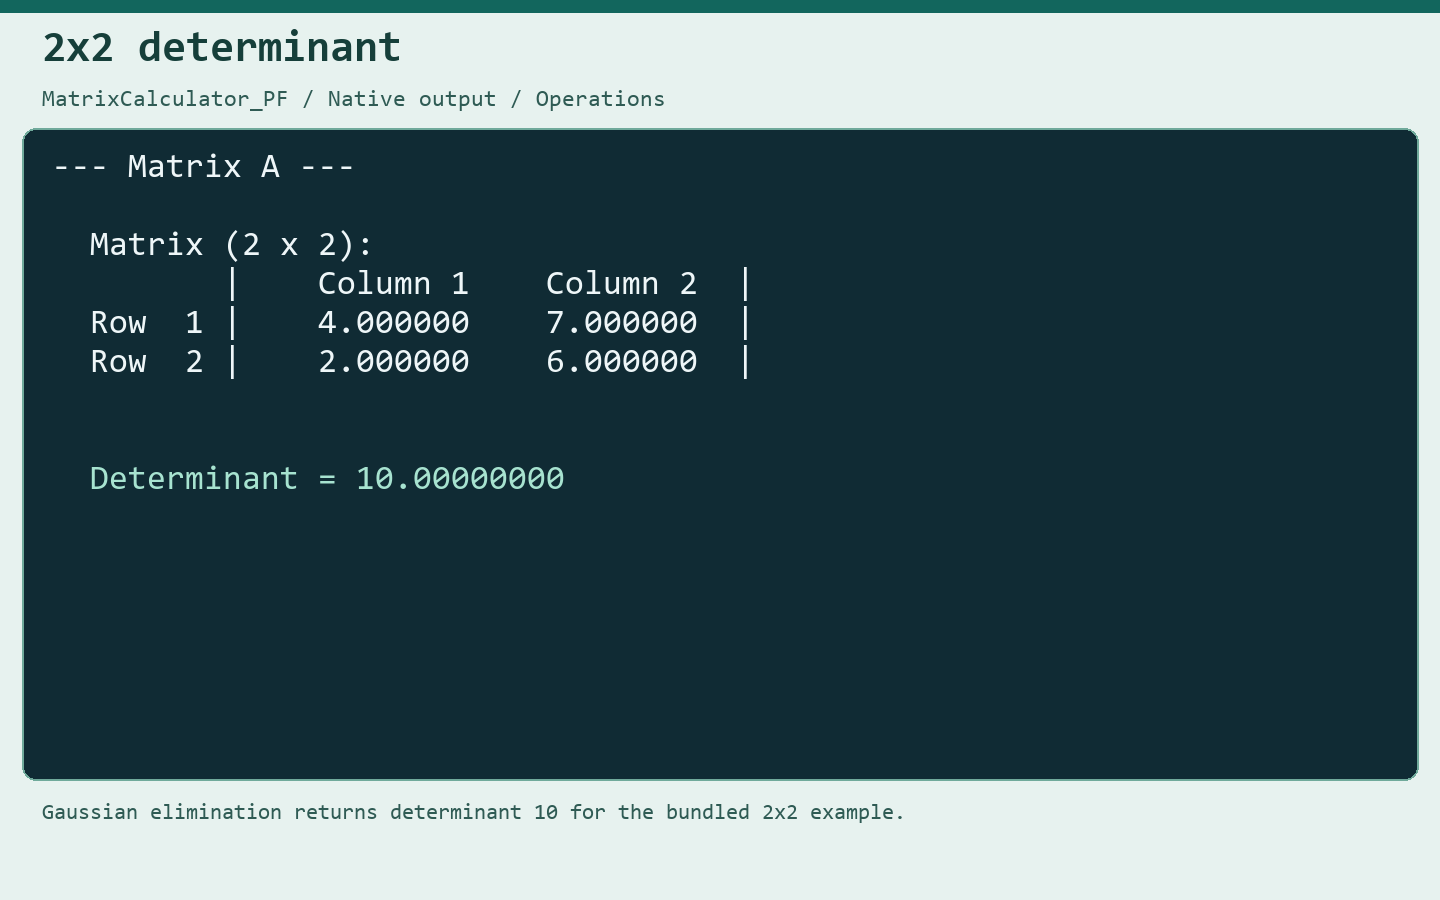 2x2 determinant
MatrixCalculator_PF / Native output / Operations
--- Matrix A ---
Matrix (2 x 2):
|    Column 1    Column 2  |
Row  1 |    4.000000    7.000000  |
Row  2 |    2.000000    6.000000  |
Determinant = 10.00000000
Gaussian elimination returns determinant 10 for the bundled 2x2 example.